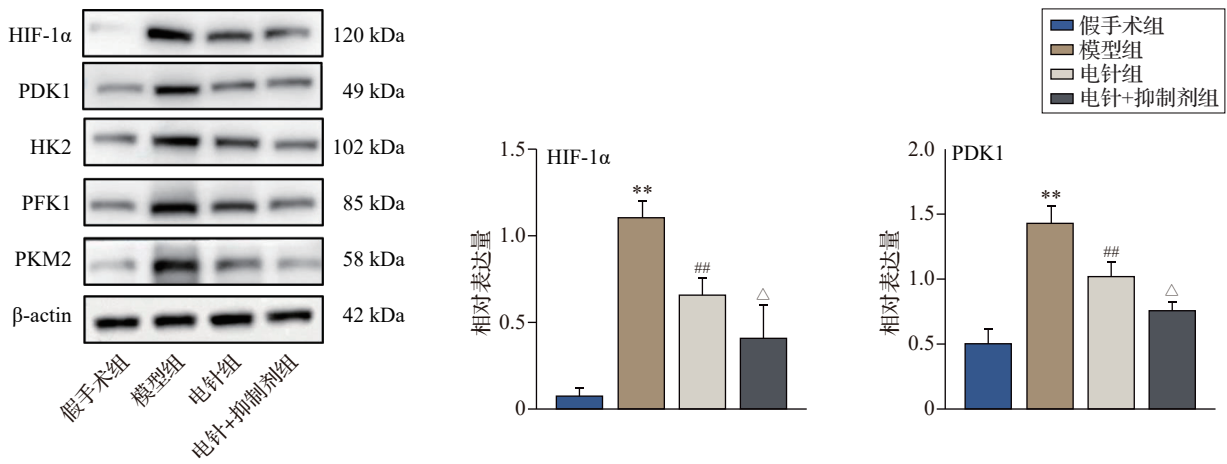 HIF-1α 120 kDa
PDK1 49 kDa
HK2 102 kDa
PFK1 85 kDa
PKM2 58 kDa
β-actin 42 kDa
假手术组
模型组
电针组
电针+抑制剂组
HIF-1α
相对表达量
1.5
1.0
0.5
0
**
##
△
假手术组
模型组
电针组
电针+抑制剂组
PDK1
相对表达量
2.0
1.5
1.0
0.5
0
**
##
△